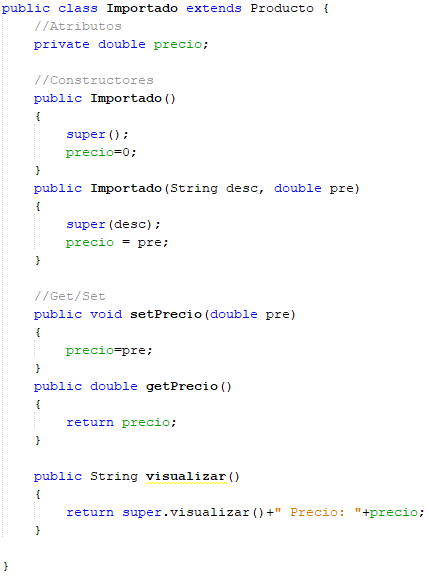 public class Importado extends Producto {
//Atributos
private double precio;
//Constructores
public Importado()
{
super();
precio=0;
}
public Importado(String desc, double pre)
{
super(desc);
precio = pre;
}
//Get/Set
public void setPrecio(double pre)
{
precio=pre;
}
public double getPrecio()
{
return precio;
}
public String visualizar()
{
return super.visualizar()+" Precio: "+precio;
}
}